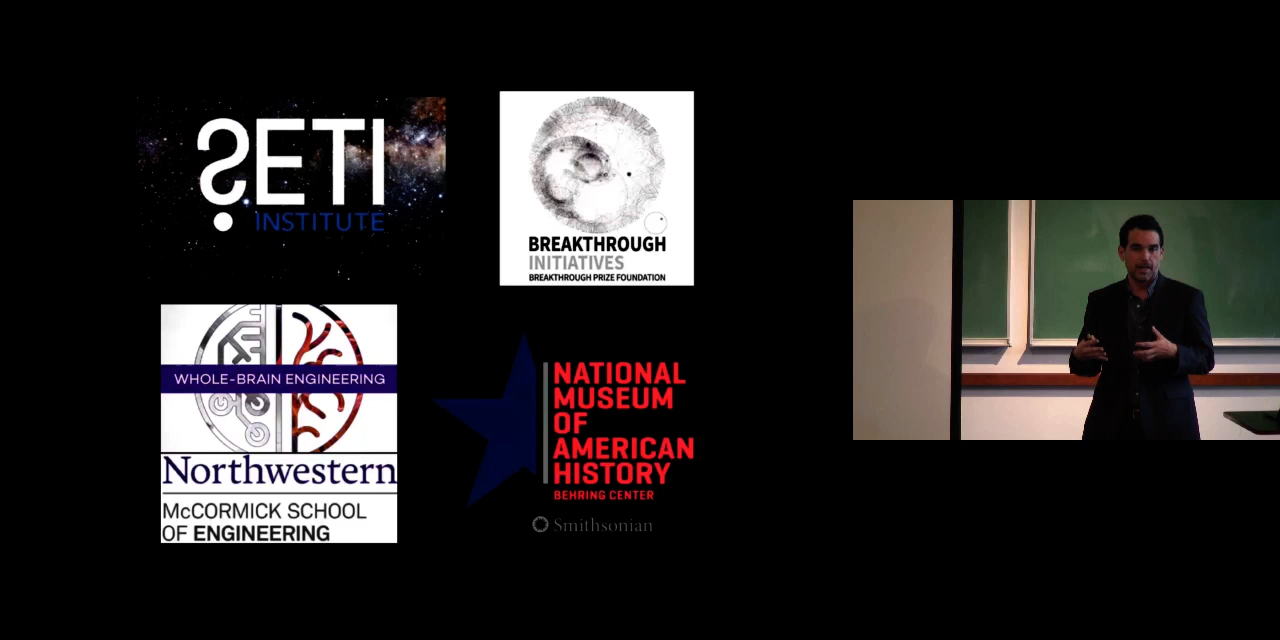 SETI
INSTITUTE
BREAKTHROUGH
INITIATIVES
BREAKTHROUGH PRIZE FOUNDATION
WHOLE-BRAIN ENGINEERING
Northwestern
McCORMICK SCHOOL
OF ENGINEERING
NATIONAL
MUSEUM
OF
AMERICAN
HISTORY
BEHRING CENTER
Smithsonian